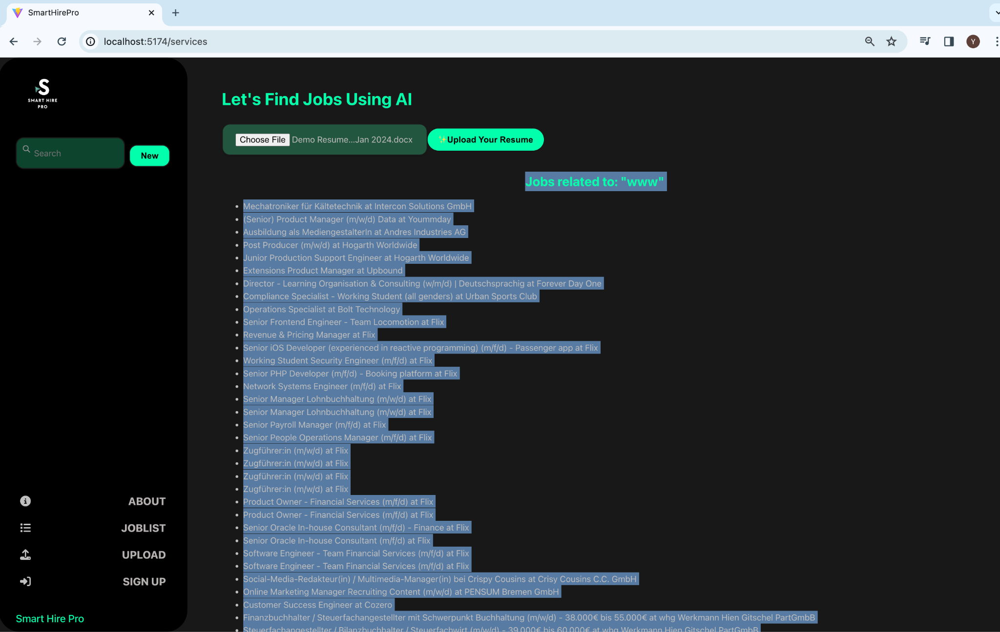 SmartHirePro
localhost:5174/services
Y
S
SMART HIRE
PRO
Search
New
Let's Find Jobs Using AI
Choose File Demo Resume...Jan 2024.docx
✨Upload Your Resume
Jobs related to: "www"
Mechatroniker für Kältetechnik at Intercon Solutions GmbH
(Senior) Product Manager (m/w/d) Data at Yoummday
Ausbildung als MediengestalterIn at Andres Industries AG
Post Producer (m/w/d) at Hogarth Worldwide
Junior Production Support Engineer at Hogarth Worldwide
Extensions Product Manager at Upbound
Director - Learning Organisation & Consulting (w/m/d) | Deutschsprachig at Forever Day One
Compliance Specialist - Working Student (all genders) at Urban Sports Club
Operations Specialist at Bolt Technology
Senior Frontend Engineer - Team Locomotion at Flix
Revenue & Pricing Manager at Flix
Senior iOS Developer (experienced in reactive programming) (m/f/d) - Passenger app at Flix
Working Student Security Engineer (m/f/d) at Flix
Senior PHP Developer (m/f/d) - Booking platform at Flix
Network Systems Engineer (m/f/d) at Flix
Senior Manager Lohnbuchhaltung (m/w/d) at Flix
Senior Manager Lohnbuchhaltung (m/w/d) at Flix
Senior Payroll Manager (m/f/d) at Flix
Senior People Operations Manager (m/f/d) at Flix
Zugführer:in (m/w/d) at Flix
Zugführer:in (m/w/d) at Flix
Zugführer:in (m/w/d) at Flix
Zugführer:in (m/w/d) at Flix
Product Owner - Financial Services (m/f/d) at Flix
Product Owner - Financial Services (m/f/d) at Flix
Senior Oracle In-house Consultant (m/f/d) - Finance at Flix
Senior Oracle In-house Consultant (m/f/d) at Flix
Software Engineer - Team Financial Services (m/f/d) at Flix
Software Engineer - Team Financial Services (m/f/d) at Flix
Social-Media-Redakteur(in) / Multimedia-Manager(in) bei Crispy Cousins at Crisy Cousins C.C. GmbH
Online Marketing Manager Recruiting Content (m/w/d) at PENSUM Bremen GmbH
Customer Success Engineer at Cozero
Finanzbuchhalter / Steuerfachangestellter mit Schwerpunkt Buchhaltung (m/w/d) - 38.000€ bis 55.000€ at whg Werkmann Hien Gitschel PartGmbB
Steuerfachangestellter / Bilanzbuchhalter / Steuerfachwirt (m/w/d) - 39.000€ bis 60.000€ at whg Werkmann Hien Gitschel PartGmbB
ABOUT
JOBLIST
UPLOAD
SIGN UP
Smart Hire Pro